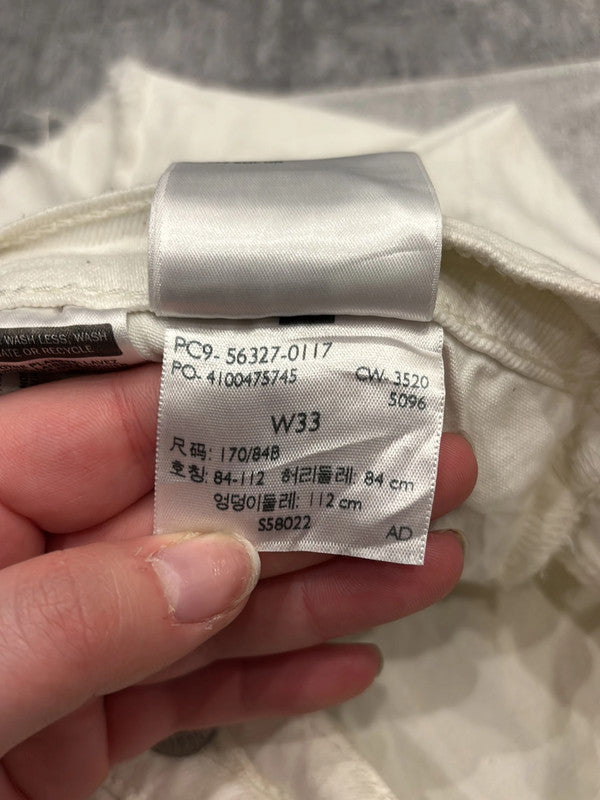 WASH LESS, WASH
ATE OR RECYCLE.
PC9- 56327-0117
PO- 4100475745
CW- 3520
5096
W33
尺码: 170/84B
호칭: 84-112 허리둘레: 84 cm
엉덩이둘레: 112 cm
S58022
AD